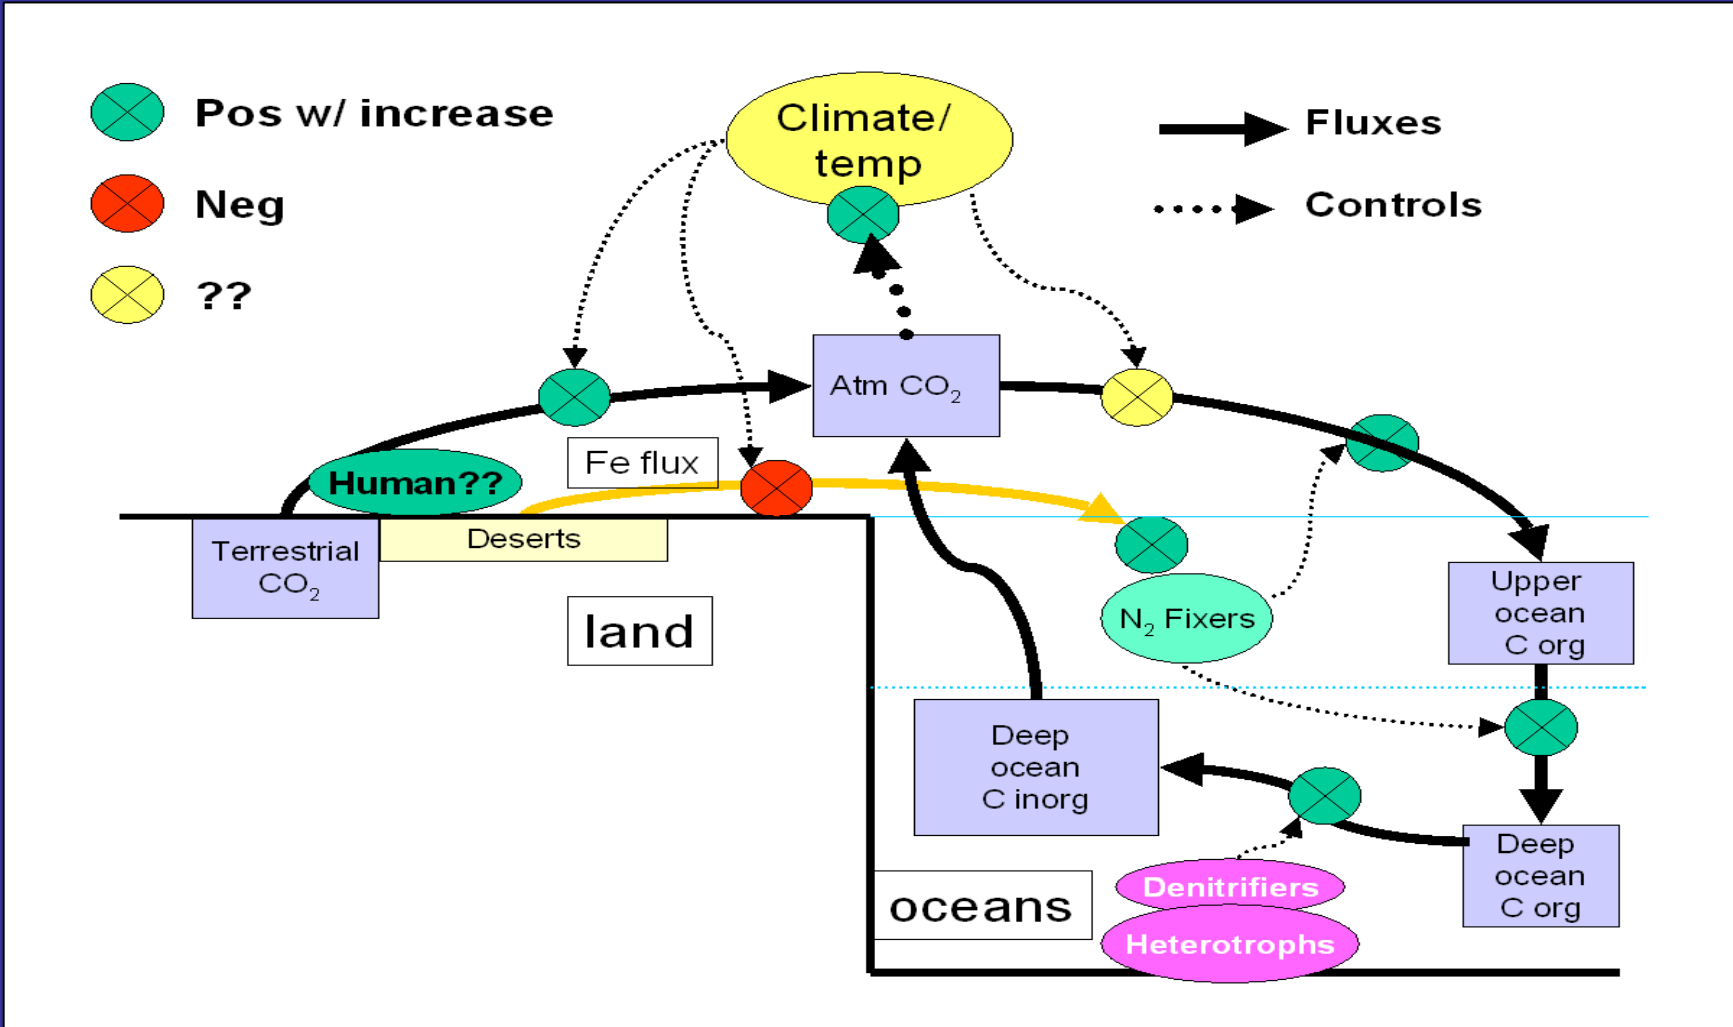 Pos w/ increase
Neg
??
Climate/
temp
Fluxes
Controls
Atm CO₂
Human??
Fe flux
Terrestrial
CO₂
Deserts
land
N₂ Fixers
Upper
ocean
C org
Deep
ocean
C inorg
Deep
ocean
C org
oceans
Denitrifiers
Heterotrophs